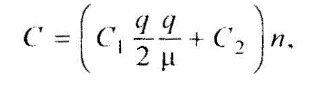 C = ( C₁ q/2 q/μ + C₂ ) n.